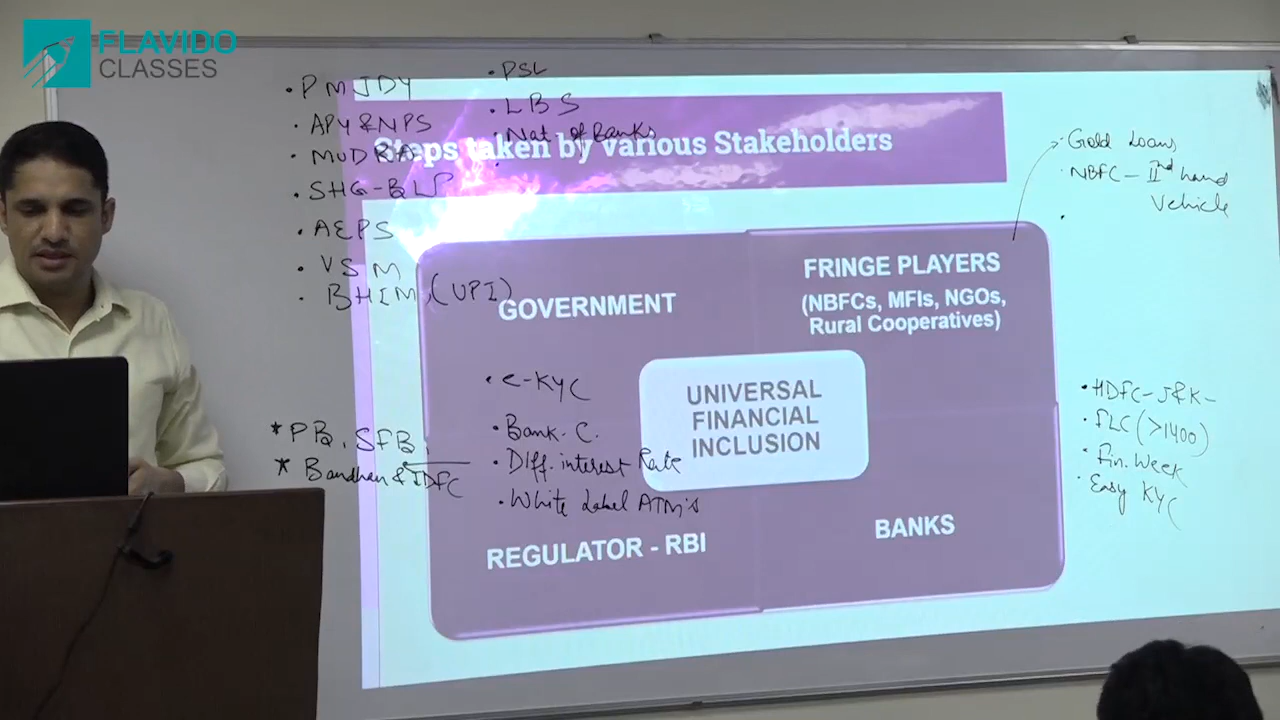 FLAVIDO
CLASSES
• PMJDY
• APY & NPS
• MUDRA
• SHG-BLP
• AEPS
• VSM
• BHIM, (UPI)
• PSL
• LBS
• Nat. of Banks
Steps taken by various Stakeholders
• Gold Loans
• NBFC - IInd hand
Vehicle
GOVERNMENT
FRINGE PLAYERS
(NBFCs, MFIs, NGOs,
Rural Cooperatives)
UNIVERSAL
FINANCIAL
INCLUSION
• e-KYC
• Bank. C.
• Diff. interest Rate
• White Label ATM's
* PB, SFB,
* Bandhan & IDFC
REGULATOR - RBI
BANKS
• HDFC - J&K -
• FLC (>1400)
• Fin. Week
• Easy KYC